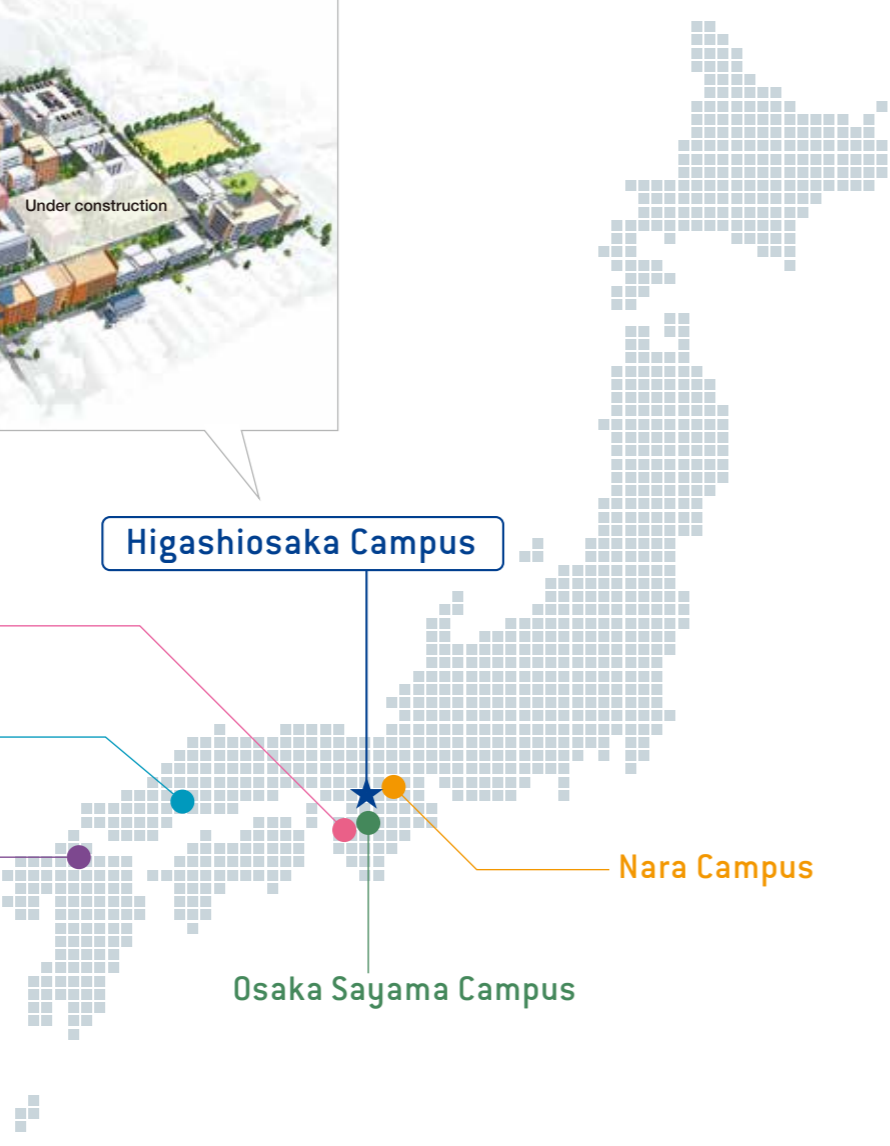 Under construction
Higashiosaka Campus
Nara Campus
Osaka Sayama Campus